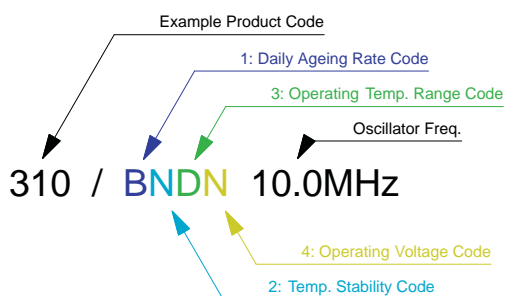 Example Product Code
1: Daily Ageing Rate Code
3: Operating Temp. Range Code
Oscillator Freq.
310 / BNDN 10.0MHz
4: Operating Voltage Code
2: Temp. Stability Code